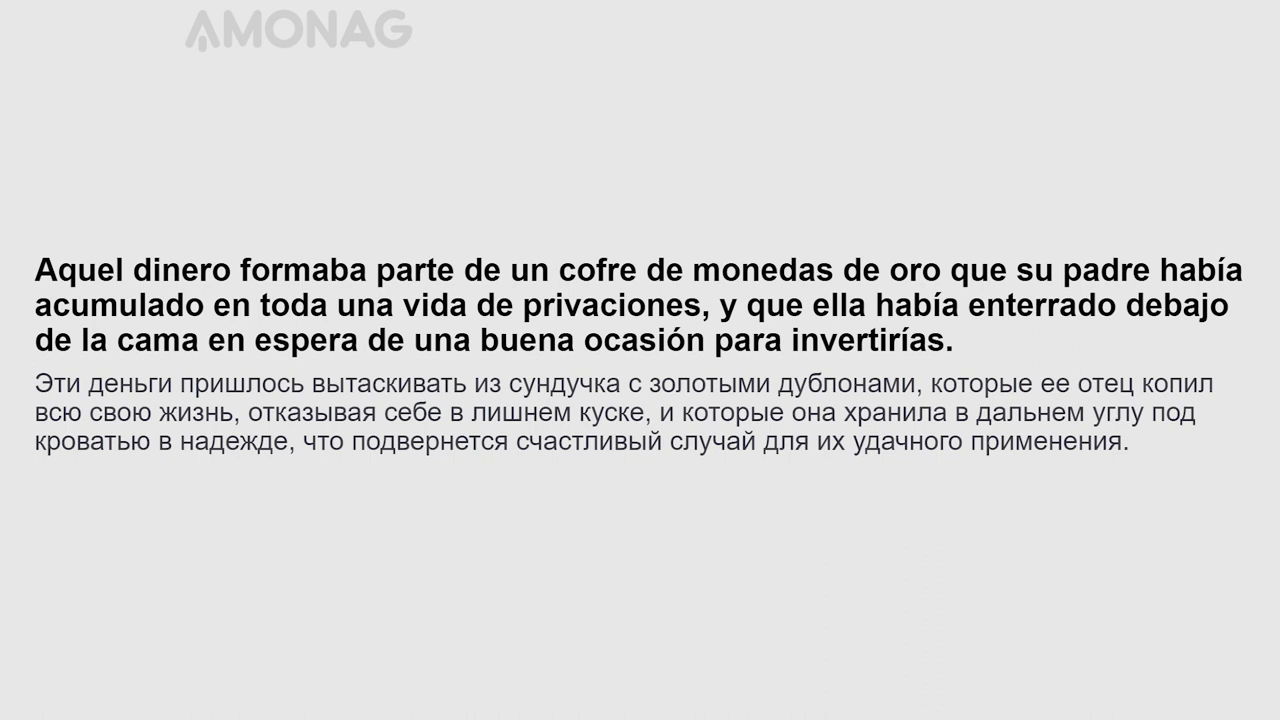 AMONAG
Aquel dinero formaba parte de un cofre de monedas de oro que su padre había
acumulado en toda una vida de privaciones, y que ella había enterrado debajo
de la cama en espera de una buena ocasión para invertirías.
Эти деньги пришлось вытаскивать из сундучка с золотыми дублонами, которые ее отец копил
всю свою жизнь, отказывая себе в лишнем куске, и которые она хранила в дальнем углу под
кроватью в надежде, что подвернется счастливый случай для их удачного применения.